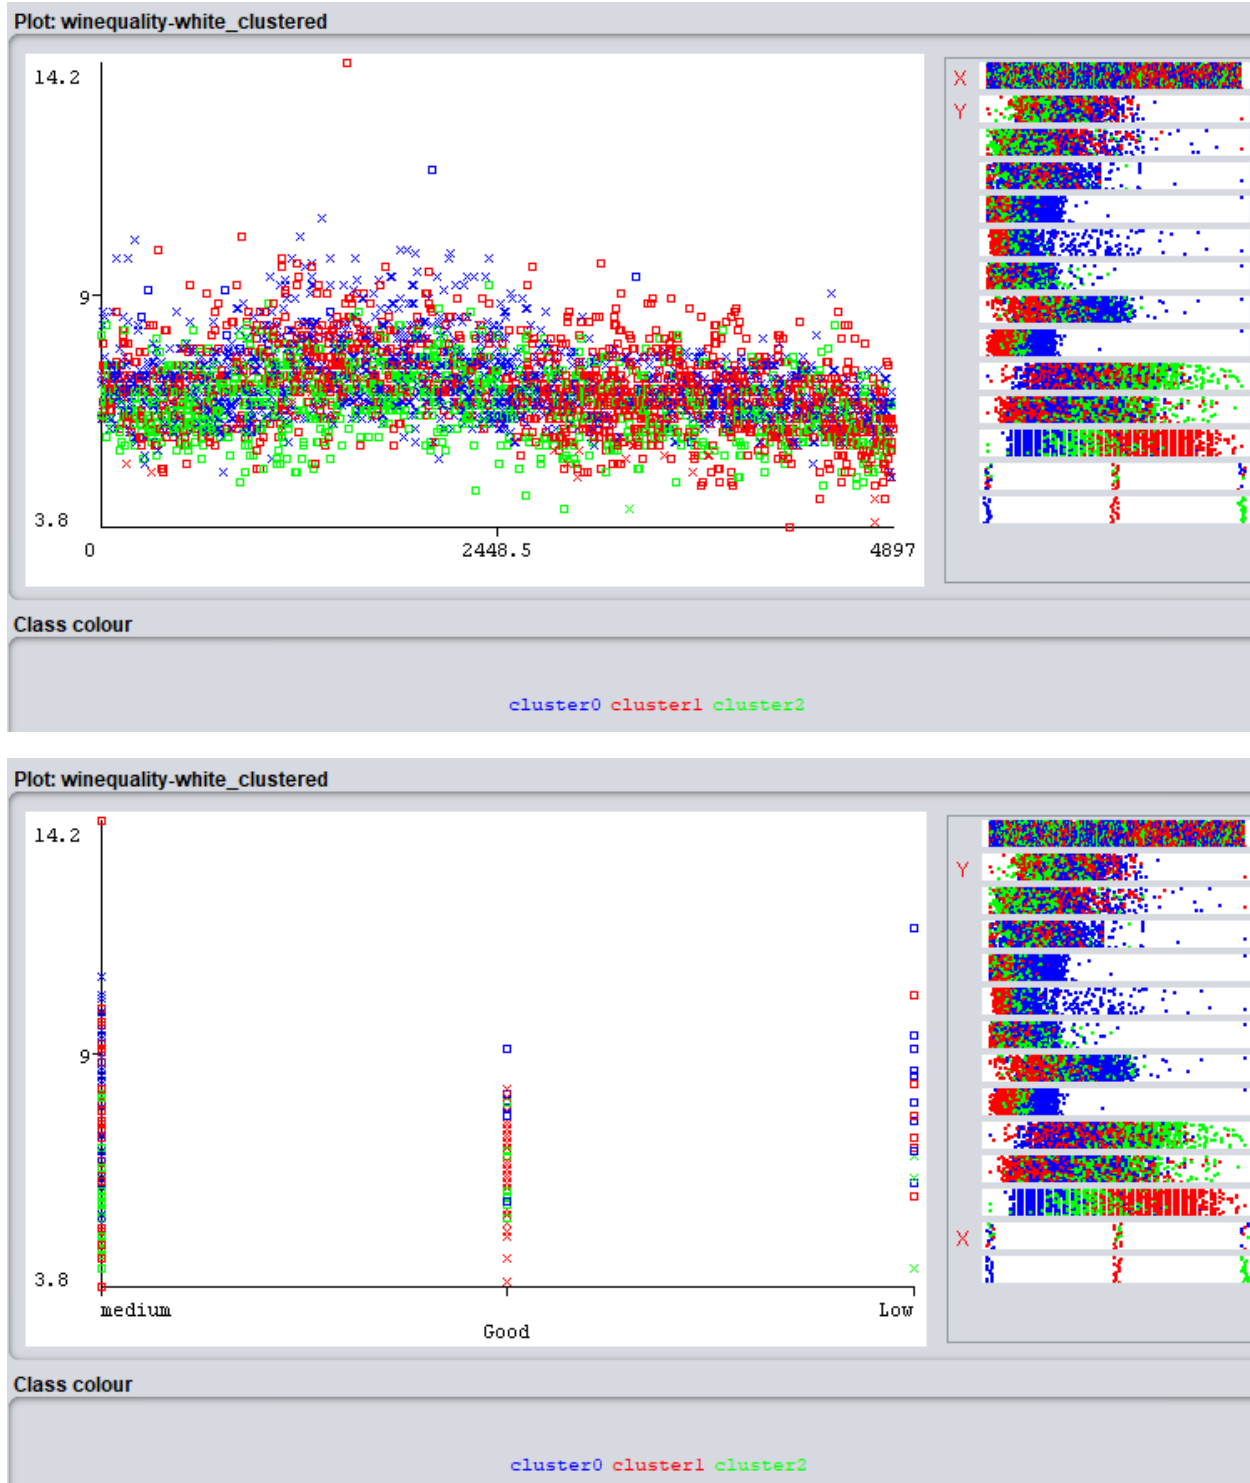 Plot: winequality-white_clustered
14.2
X
Y
9
3.8
0 2448.5 4897
Class colour
cluster0 cluster1 cluster2
Plot: winequality-white_clustered
14.2
Y
9
X
3.8
medium Low
Good
Class colour
cluster0 cluster1 cluster2